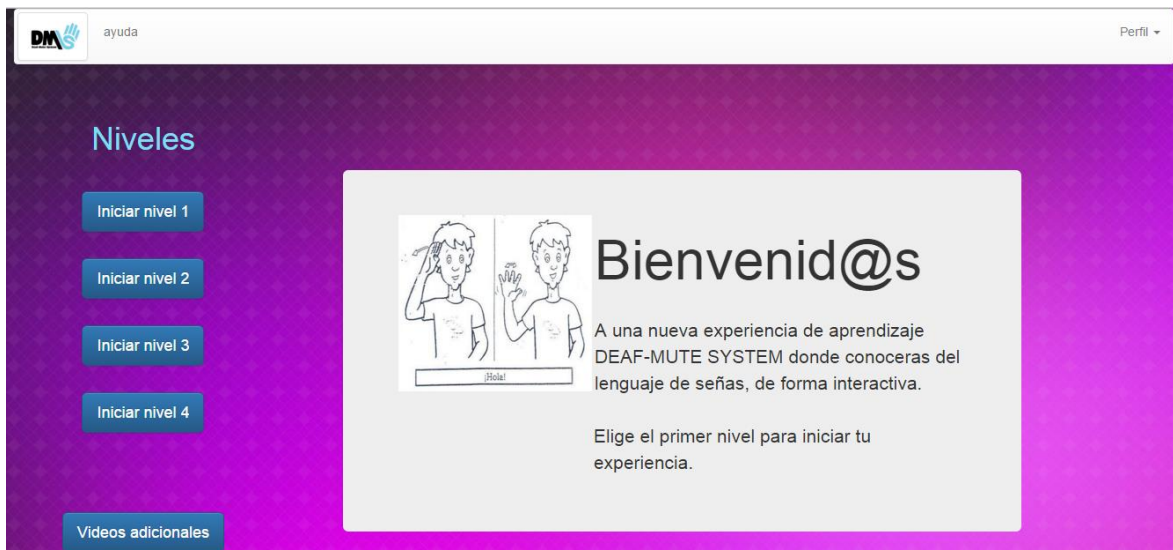 DMS
ayuda
Perfil
Niveles
Iniciar nivel 1
Iniciar nivel 2
Iniciar nivel 3
Iniciar nivel 4
Videos adicionales
¡Hola!
Bienvenid@s
A una nueva experiencia de aprendizaje
DEAF-MUTE SYSTEM donde conoceras del
lenguaje de señas, de forma interactiva.
Elige el primer nivel para iniciar tu
experiencia.